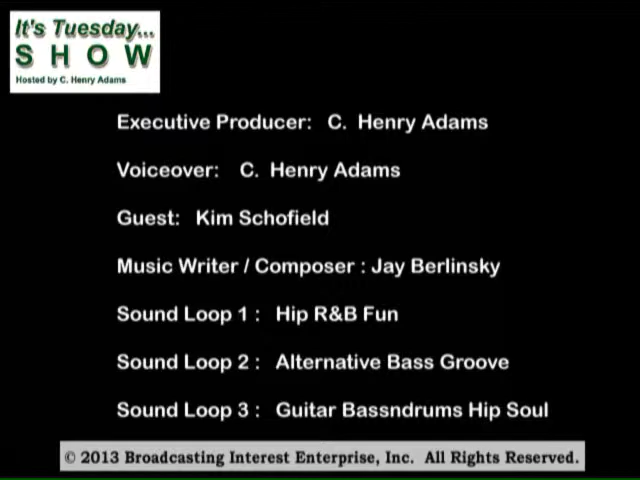 It's Tuesday...
SHOW
Hosted by C. Henry Adams
Executive Producer: C. Henry Adams
Voiceover: C. Henry Adams
Guest: Kim Schofield
Music Writer / Composer : Jay Berlinsky
Sound Loop 1 : Hip R&B Fun
Sound Loop 2 : Alternative Bass Groove
Sound Loop 3 : Guitar Bassndrums Hip Soul
© 2013 Broadcasting Interest Enterprise, Inc. All Rights Reserved.